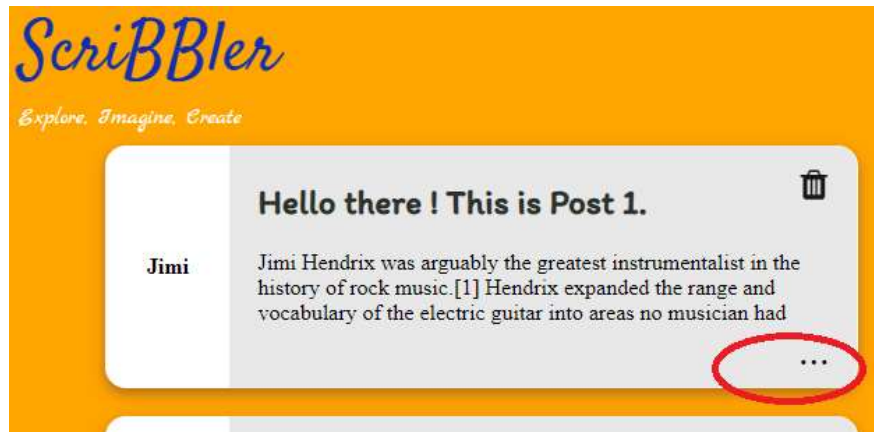 ScriBBler
Explore, Imagine, Create
Hello there ! This is Post 1.
Jimi
Jimi Hendrix was arguably the greatest instrumentalist in the
history of rock music.[1] Hendrix expanded the range and
vocabulary of the electric guitar into areas no musician had
...